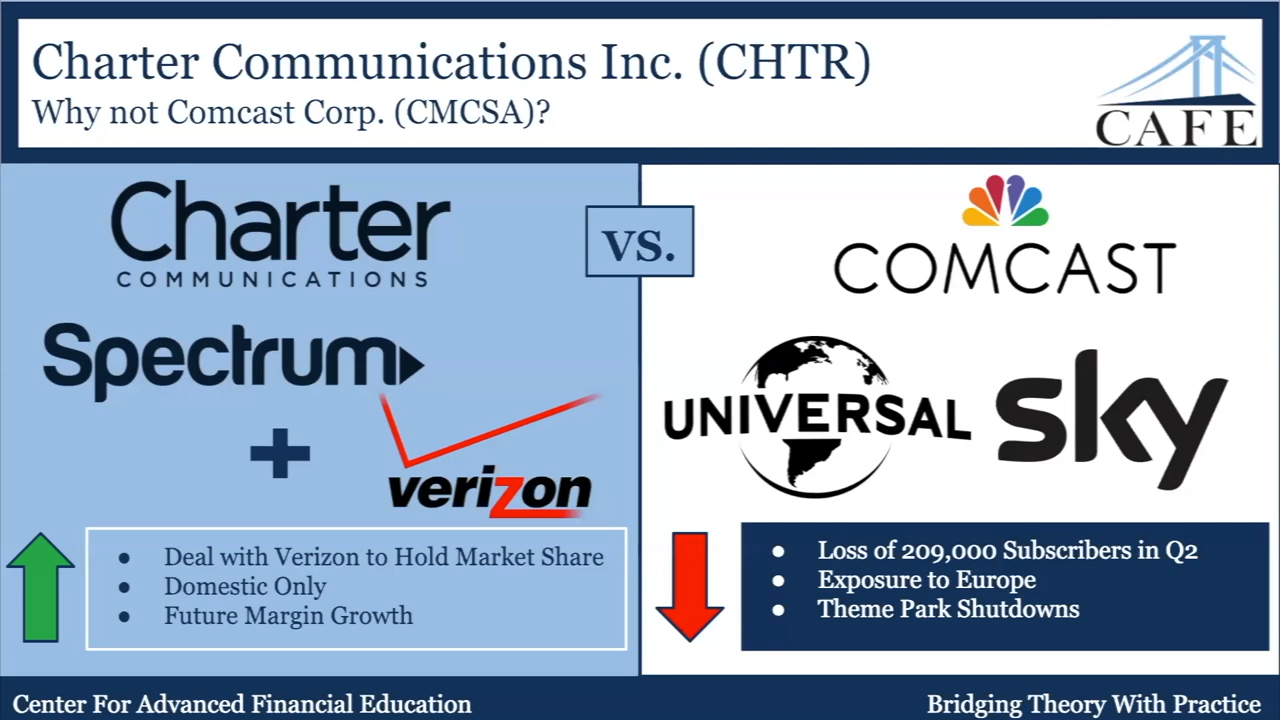 Charter Communications Inc. (CHTR)
Why not Comcast Corp. (CMCSA)?
CAFE
Charter
COMMUNICATIONS
Spectrum
+
verizon
vs.
COMCAST
UNIVERSAL
sky
● Deal with Verizon to Hold Market Share
● Domestic Only
● Future Margin Growth
● Loss of 209,000 Subscribers in Q2
● Exposure to Europe
● Theme Park Shutdowns
Center For Advanced Financial Education
Bridging Theory With Practice